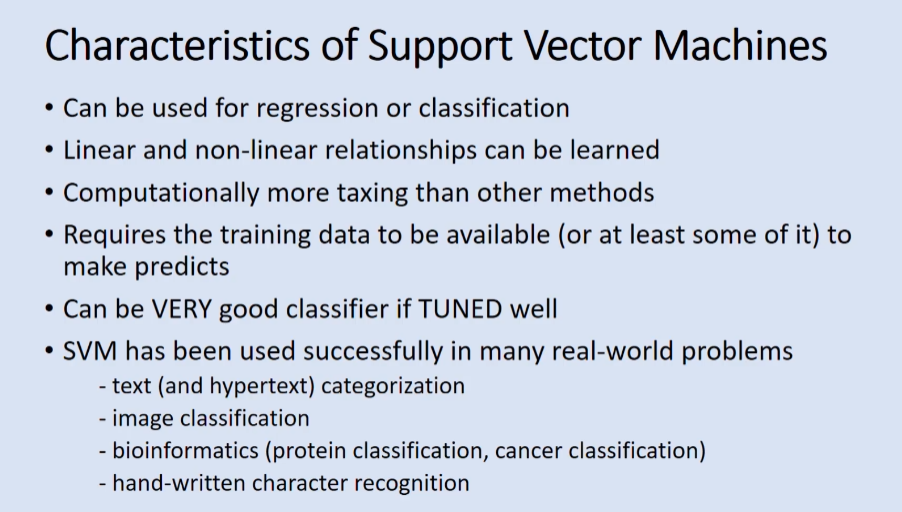 Characteristics of Support Vector Machines
• Can be used for regression or classification
• Linear and non-linear relationships can be learned
• Computationally more taxing than other methods
• Requires the training data to be available (or at least some of it) to
make predicts
• Can be VERY good classifier if TUNED well
• SVM has been used successfully in many real-world problems
- text (and hypertext) categorization
- image classification
- bioinformatics (protein classification, cancer classification)
- hand-written character recognition